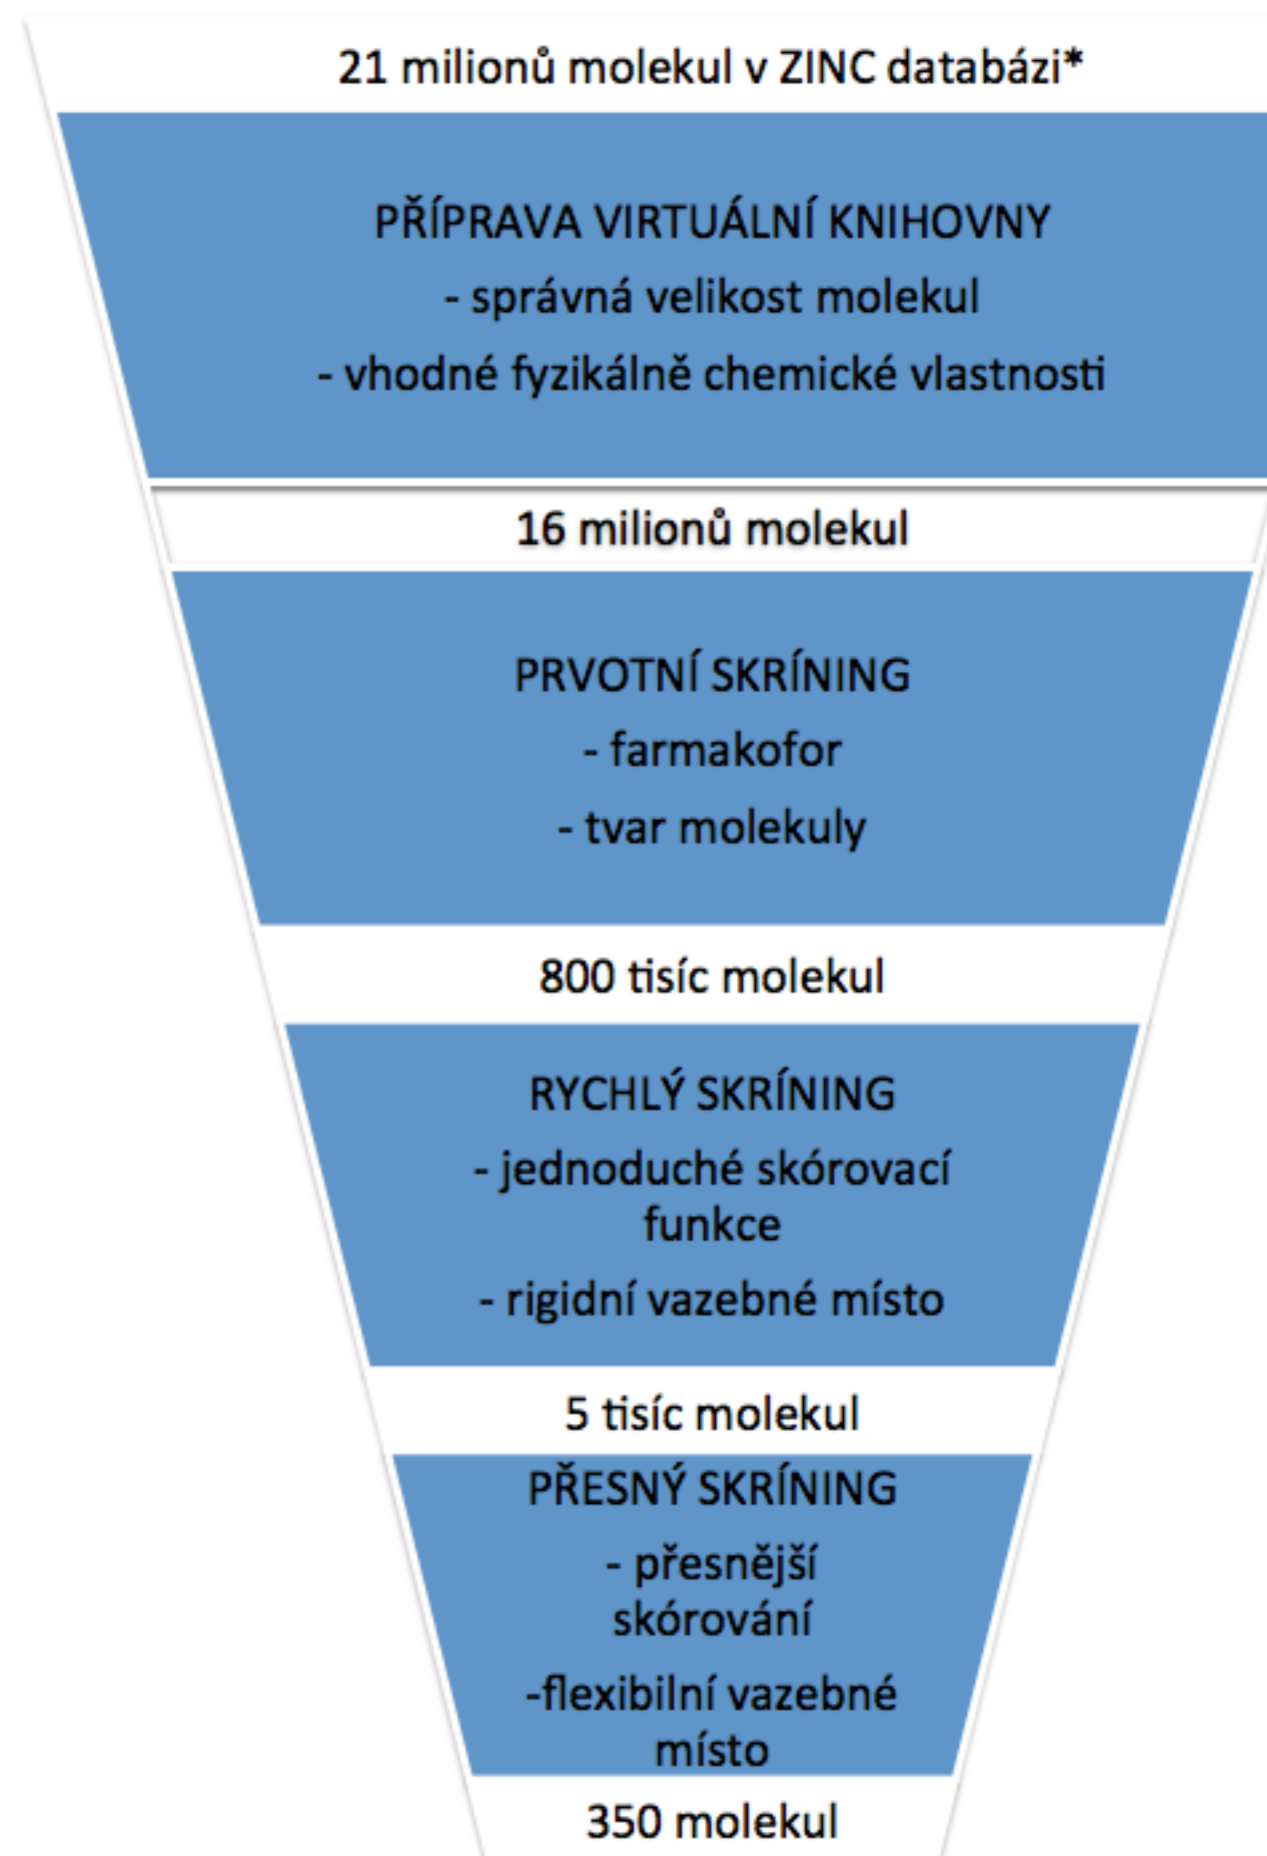 21 milionů molekul v ZINC databázi*
PŘÍPRAVA VIRTUÁLNÍ KNIHOVNY
- správná velikost molekul
- vhodné fyzikálně chemické vlastnosti
16 milionů molekul
PRVOTNÍ SKRÍNING
- farmakofor
- tvar molekuly
800 tisíc molekul
RYCHLÝ SKRÍNING
- jednoduché skórovací
funkce
- rigidní vazebné místo
5 tisíc molekul
PŘESNÝ SKRÍNING
- přesnější
skórování
-flexibilní vazebné
místo
350 molekul